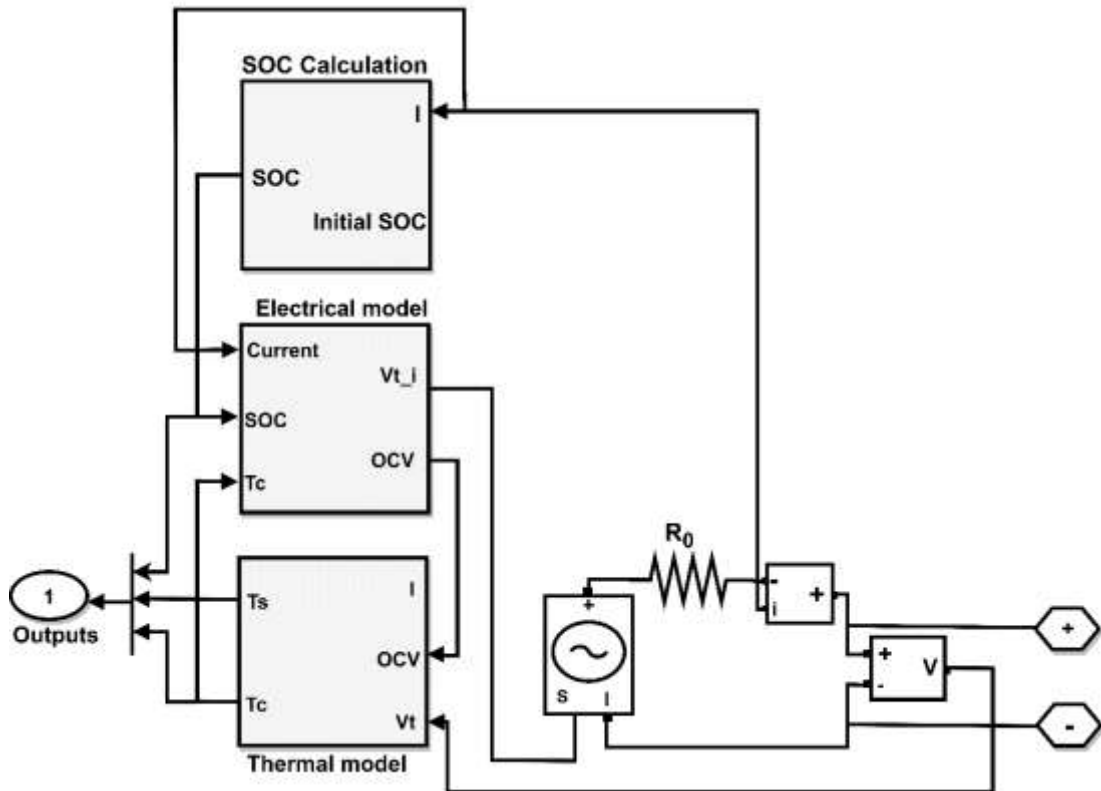 SOC Calculation
I
SOC
Initial SOC
Electrical model
Current
Vt_i
SOC
OCV
Tc
I
Ts
OCV
Tc
Vt
Thermal model
1
Outputs
R0
+
S
I
-
i
+
+
-
V
+
-